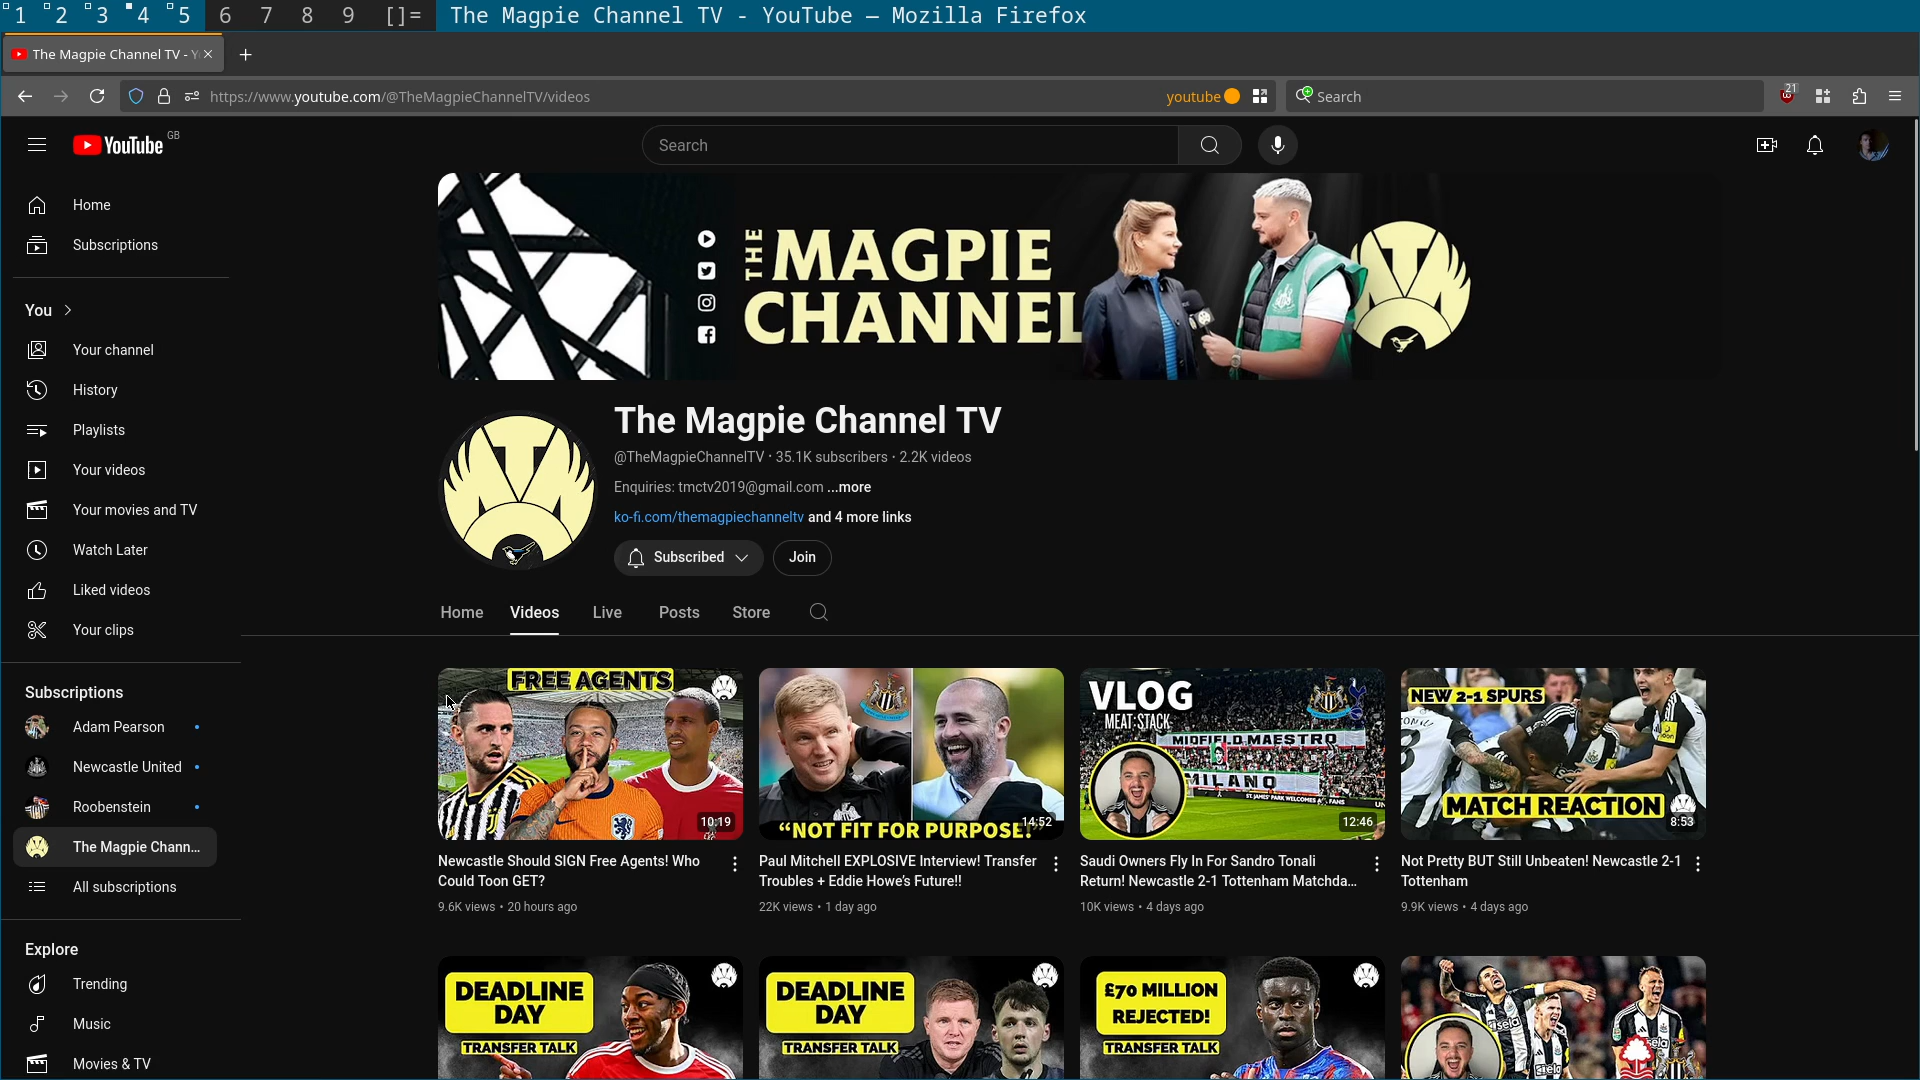 1 2 3 4 5 6 7 8 9 []= The Magpie Channel TV - YouTube — Mozilla Firefox
The Magpie Channel TV - Y
https://www.youtube.com/@TheMagpieChannelTV/videos
youtube
Search
21
YouTube GB
Search
Home
Subscriptions
You
Your channel
History
Playlists
Your videos
Your movies and TV
Watch Later
Liked videos
Your clips
Subscriptions
Adam Pearson
Newcastle United
Roobenstein
The Magpie Chann...
All subscriptions
Explore
Trending
Music
Movies & TV
THE MAGPIE
CHANNEL
The Magpie Channel TV
@TheMagpieChannelTV · 35.1K subscribers · 2.2K videos
Enquiries: tmctv2019@gmail.com ...more
ko-fi.com/themagpiechanneltv and 4 more links
Subscribed
Join
Home Videos Live Posts Store
FREE AGENTS
10:19
Newcastle Should SIGN Free Agents! Who
Could Toon GET?
9.6K views • 20 hours ago
“NOT FIT FOR PURPOSE!”
14:52
Paul Mitchell EXPLOSIVE Interview! Transfer
Troubles + Eddie Howe’s Future!!
22K views • 1 day ago
VLOG
MEAT:STACK
MIDFIELD MAESTRO
MILANO
ST. JAMES' PARK WELCOMES FANS
12:46
Saudi Owners Fly In For Sandro Tonali
Return! Newcastle 2-1 Tottenham Matchda...
10K views • 4 days ago
NEW 2-1 SPURS
MATCH REACTION
8:53
Not Pretty BUT Still Unbeaten! Newcastle 2-1
Tottenham
9.9K views • 4 days ago
DEADLINE
DAY
TRANSFER TALK
DEADLINE
DAY
TRANSFER TALK
£70 MILLION
REJECTED!
TRANSFER TALK
sela
sela